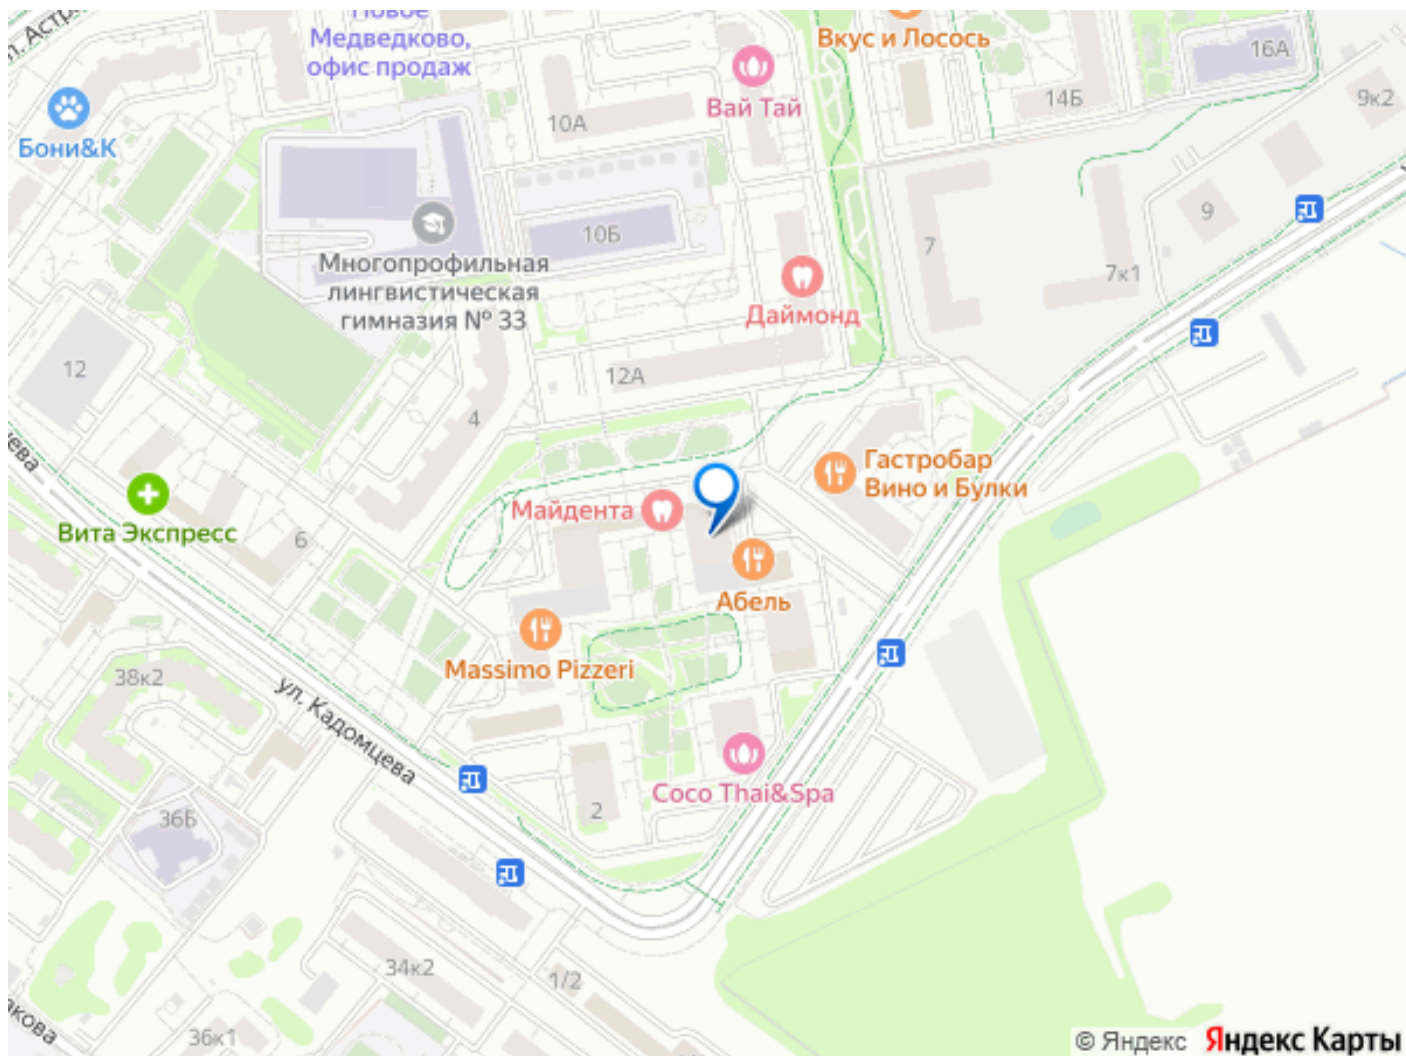 Новое
Медведково,
офис продаж
Вкус и Лосось
16А
Вай Тай
14Б
9к2
Бони&К
10А
9
10Б
7
7к1
Многопрофильная
лингвистическая
гимназия № 33
Даймонд
12
12А
4
Гастробар
Вино и Булки
Майдента
Вита Экспресс
6
Абель
Massimo Pizzeri
38к2
ул. Кадомцева
Coco Thai&Spa
36Б
2
34к2
1/2
36к1
© Яндекс Яндекс Карты